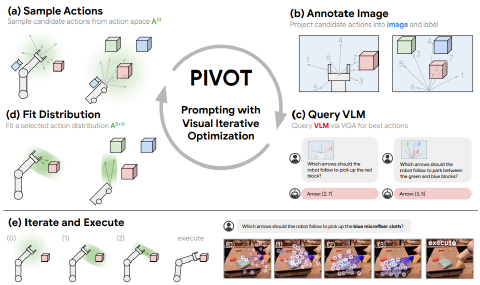 (a) Sample Actions
Sample candidate actions from action space A(i)
(b) Annotate Image
Project candidate actions into image and label
PIVOT
Prompting with
Visual Iterative
Optimization
(d) Fit Distribution
Fit a selected action distribution A(i+1)
(c) Query VLM
Query VLM via VQA for best actions
Which arrows should the
robot follow to pick up the red
block?
Arrow: [2, 7]
Which arrows should the
robot follow to park between
the green and blue blocks?
Arrow: [3, 5]
(e) Iterate and Execute
(0)
(1)
(2)
execute
Which arrows should the robot follow to pick up the blue microfiber cloth?
(0)
(1)
(2)
(3)
execute